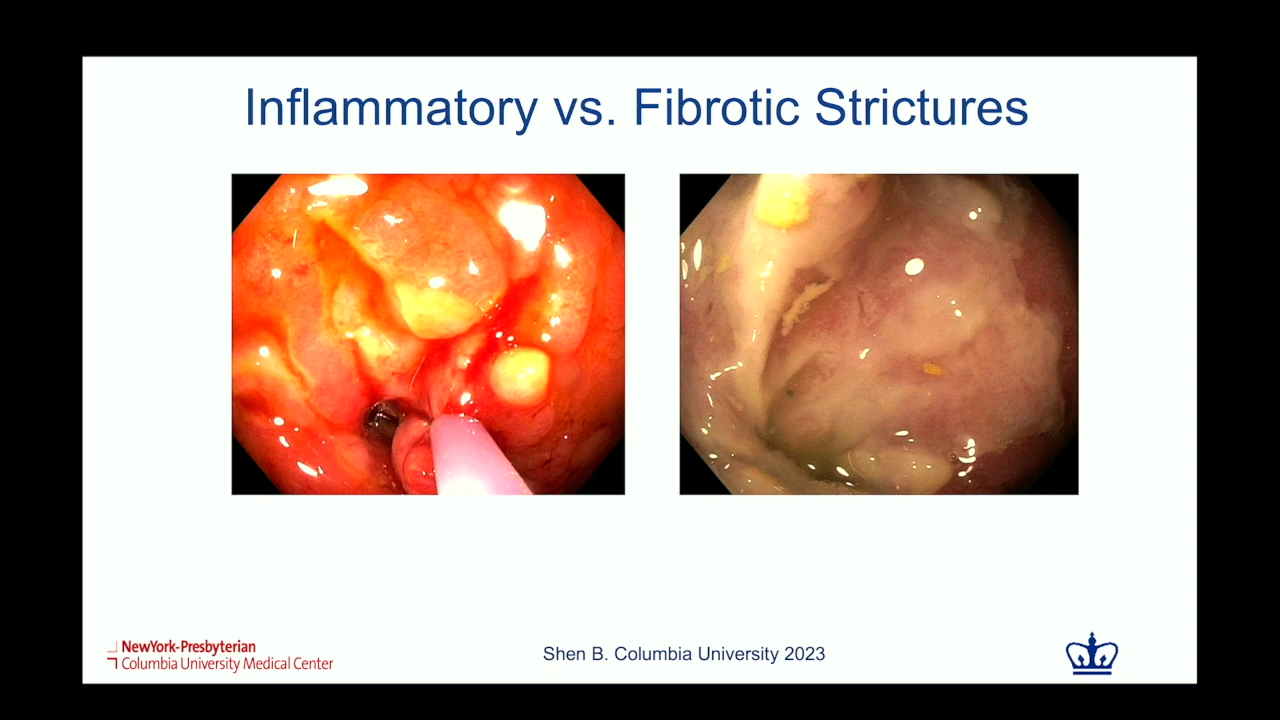 Inflammatory vs. Fibrotic Strictures
NewYork-Presbyterian
Columbia University Medical Center
Shen B. Columbia University 2023